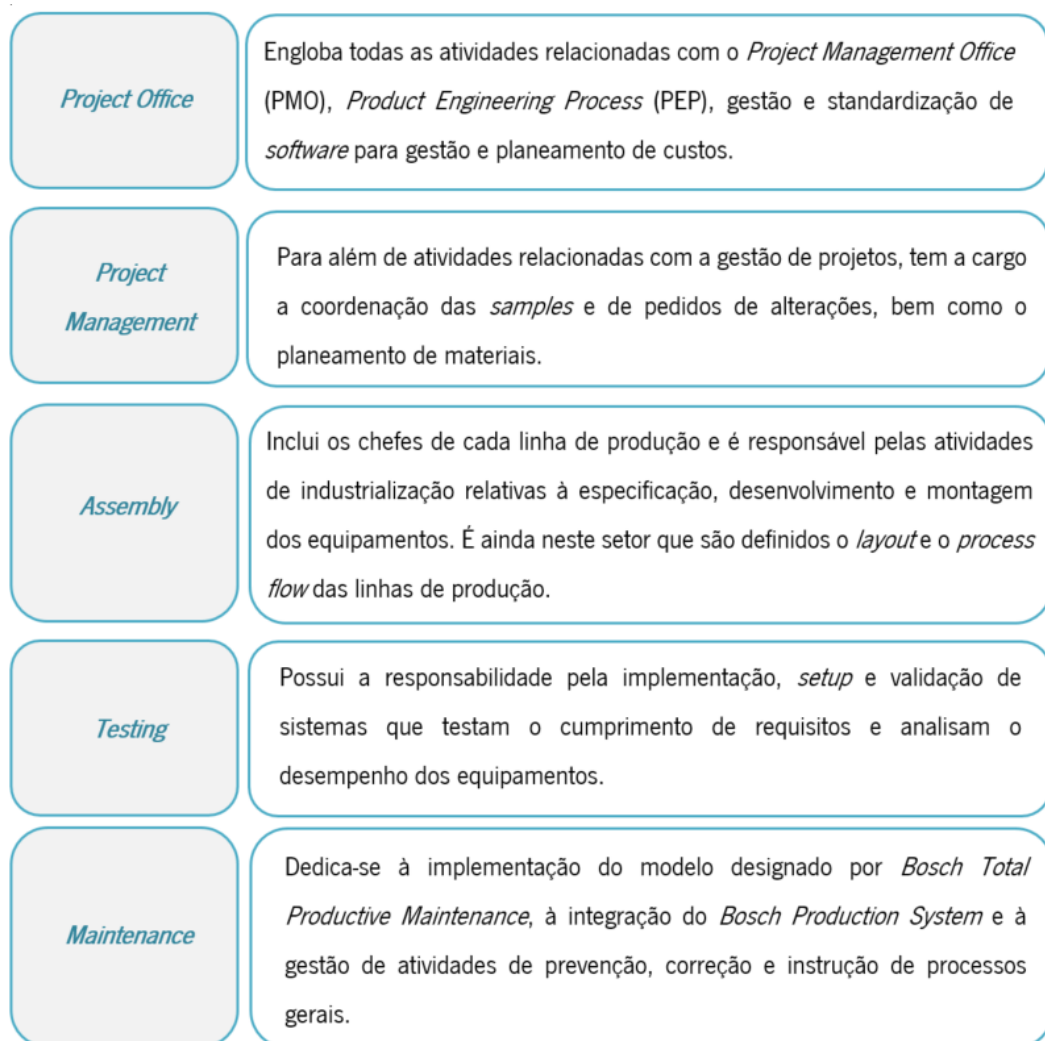 Project Office
Engloba todas as atividades relacionadas com o Project Management Office
(PMO), Product Engineering Process (PEP), gestão e standardização de
software para gestão e planeamento de custos.
Project
Management
Para além de atividades relacionadas com a gestão de projetos, tem a cargo
a coordenação das samples e de pedidos de alterações, bem como o
planeamento de materiais.
Assembly
Inclui os chefes de cada linha de produção e é responsável pelas atividades
de industrialização relativas à especificação, desenvolvimento e montagem
dos equipamentos. É ainda neste setor que são definidos o layout e o process
flow das linhas de produção.
Testing
Possui a responsabilidade pela implementação, setup e validação de
sistemas que testam o cumprimento de requisitos e analisam o
desempenho dos equipamentos.
Maintenance
Dedica-se à implementação do modelo designado por Bosch Total
Productive Maintenance, à integração do Bosch Production System e à
gestão de atividades de prevenção, correção e instrução de processos
gerais.